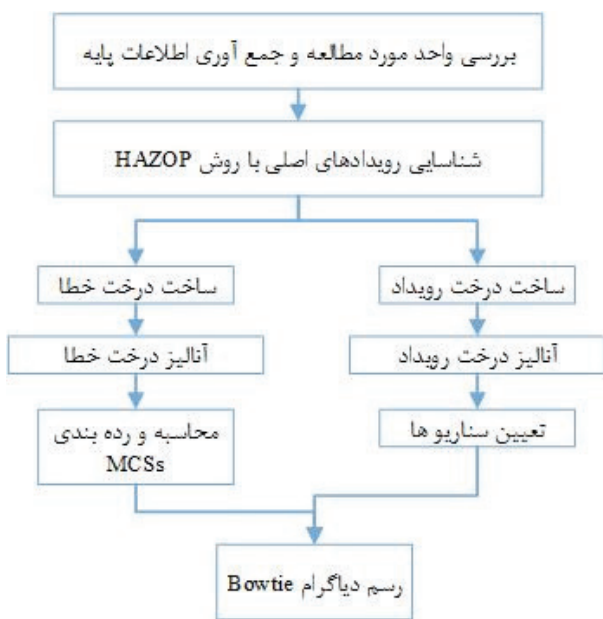 بررسی واحد مورد مطالعه و جمع آوری اطلاعات پایه
شناسایی رویدادهای اصلی با روش HAZOP
ساخت درخت رویداد
ساخت درخت خطا
آنالیز درخت رویداد
آنالیز درخت خطا
تعیین سناریو ها
محاسبه و رده بندی
MCSs
رسم دیاگرام Bowtie